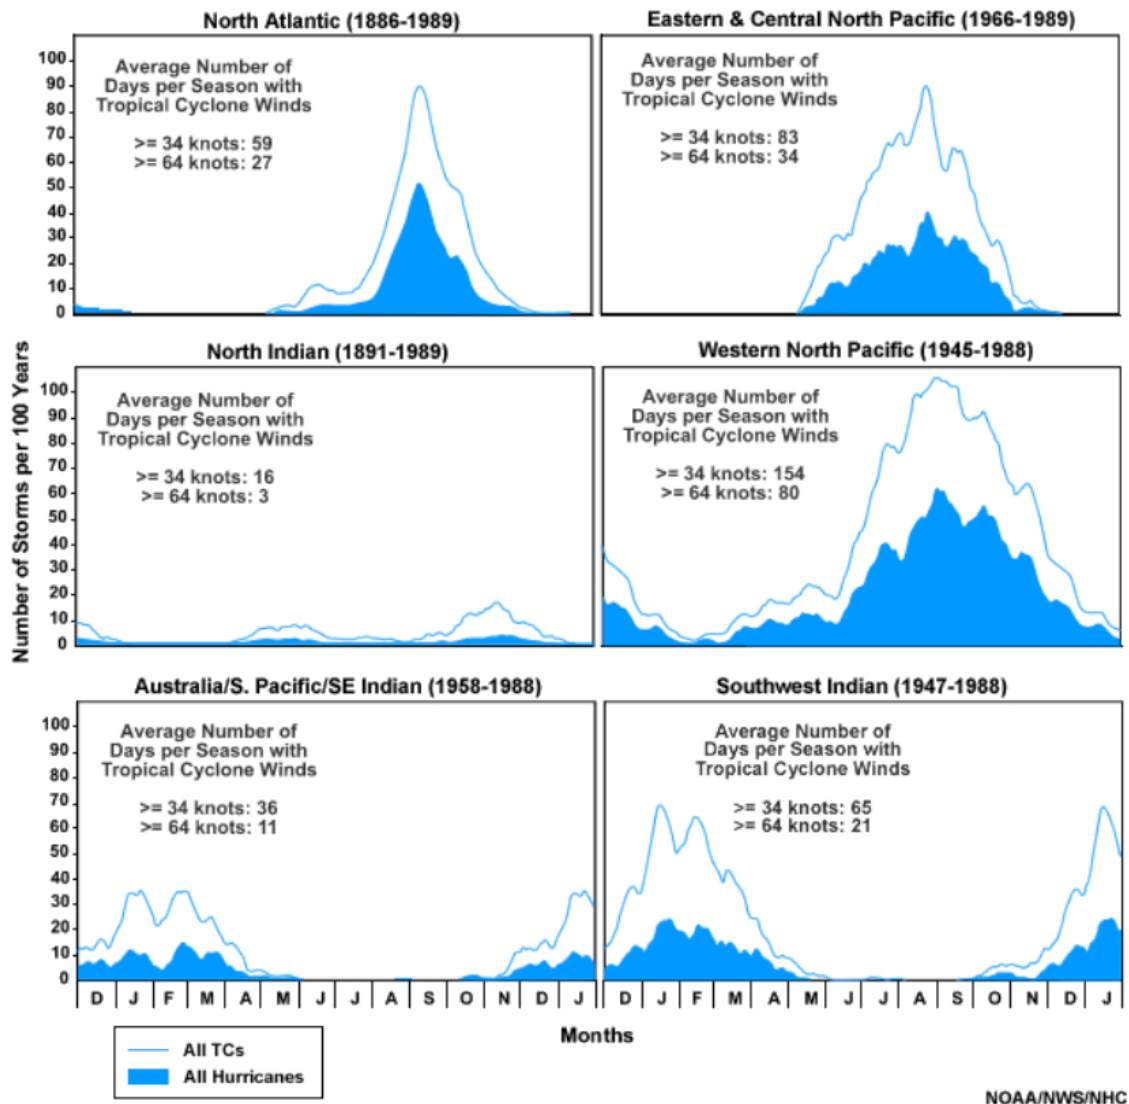 North Atlantic (1886-1989)
Average Number of
Days per Season with
Tropical Cyclone Winds
>= 34 knots: 59
>= 64 knots: 27
100
90
80
70
60
50
40
30
20
10
0
Eastern & Central North Pacific (1966-1989)
Average Number of
Days per Season with
Tropical Cyclone Winds
>= 34 knots: 83
>= 64 knots: 34
Number of Storms per 100 Years
North Indian (1891-1989)
Average Number of
Days per Season with
Tropical Cyclone Winds
>= 34 knots: 16
>= 64 knots: 3
100
90
80
70
60
50
40
30
20
10
0
Western North Pacific (1945-1988)
Average Number of
Days per Season with
Tropical Cyclone Winds
>= 34 knots: 154
>= 64 knots: 80
Australia/S. Pacific/SE Indian (1958-1988)
Average Number of
Days per Season with
Tropical Cyclone Winds
>= 34 knots: 36
>= 64 knots: 11
100
90
80
70
60
50
40
30
20
10
0
D J F M A M J J A S O N D J
Southwest Indian (1947-1988)
Average Number of
Days per Season with
Tropical Cyclone Winds
>= 34 knots: 65
>= 64 knots: 21
D J F M A M J J A S O N D J
Months
All TCs
All Hurricanes
NOAA/NWS/NHC